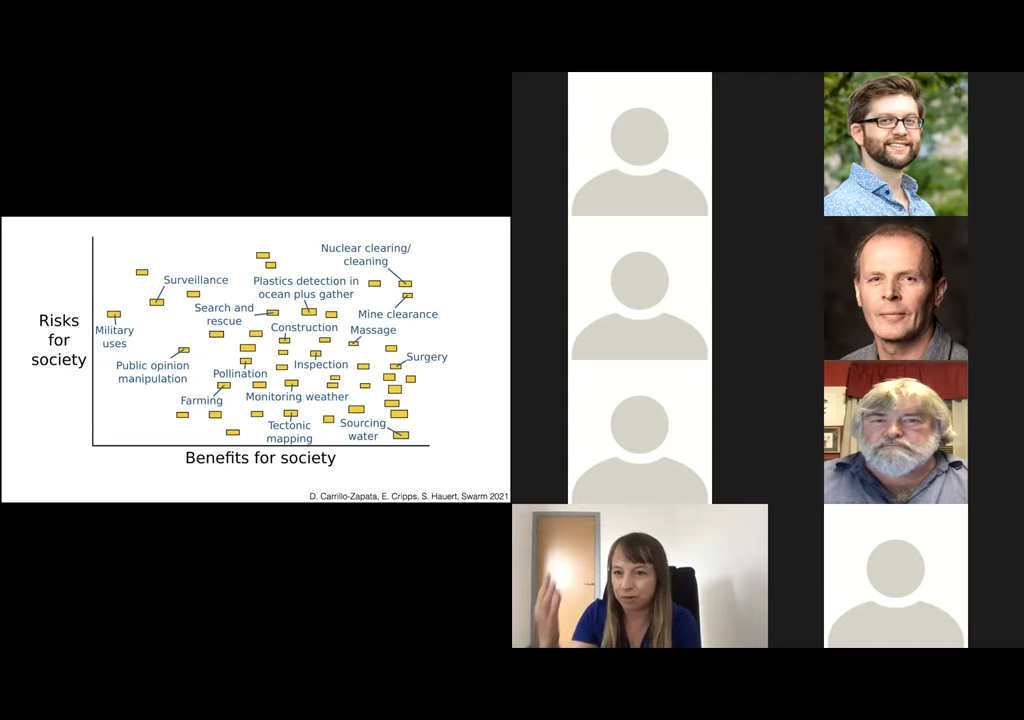 Nuclear clearing/
cleaning
Surveillance
Plastics detection in
ocean plus gather
Search and
rescue
Mine clearance
Risks
for
society
Military
uses
Construction
Massage
Public opinion
manipulation
Pollination
Inspection
Surgery
Farming
Monitoring weather
Tectonic
mapping
Sourcing
water
Benefits for society
D. Carrillo-Zapata, E. Cripps, S. Hauert, Swarm 2021